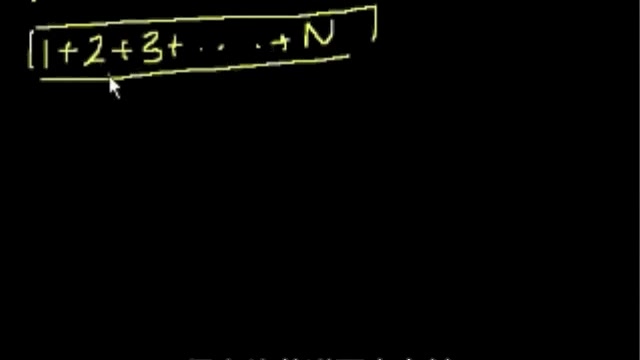 1+2+3+ . . . . + N